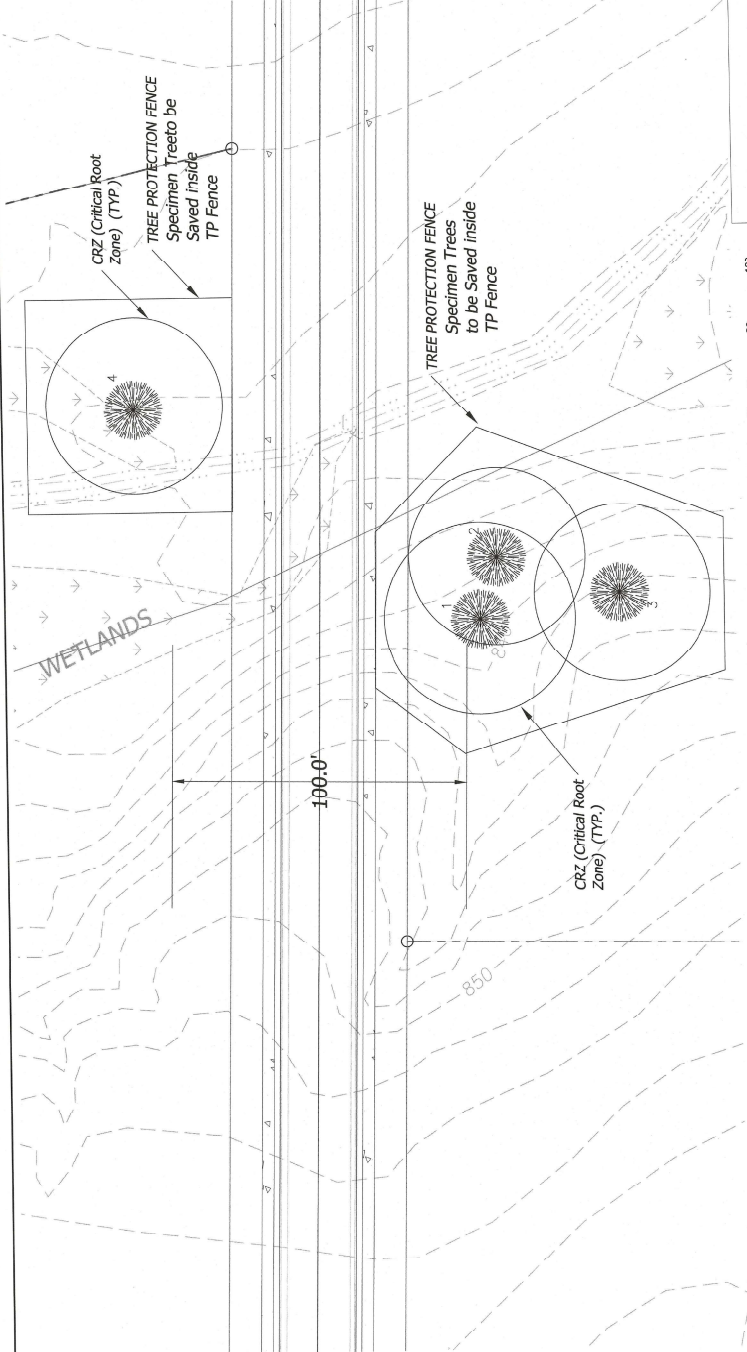 CRZ (Critical Root
Zone) (TYP.)
TREE PROTECTION FENCE
Specimen Treeto be
Saved inside
TP Fence
4
TREE PROTECTION FENCE
Specimen Trees
to be Saved inside
TP Fence
WETLANDS
2
1
3
100.0'
CRZ (Critical Root
Zone) (TYP.)
850